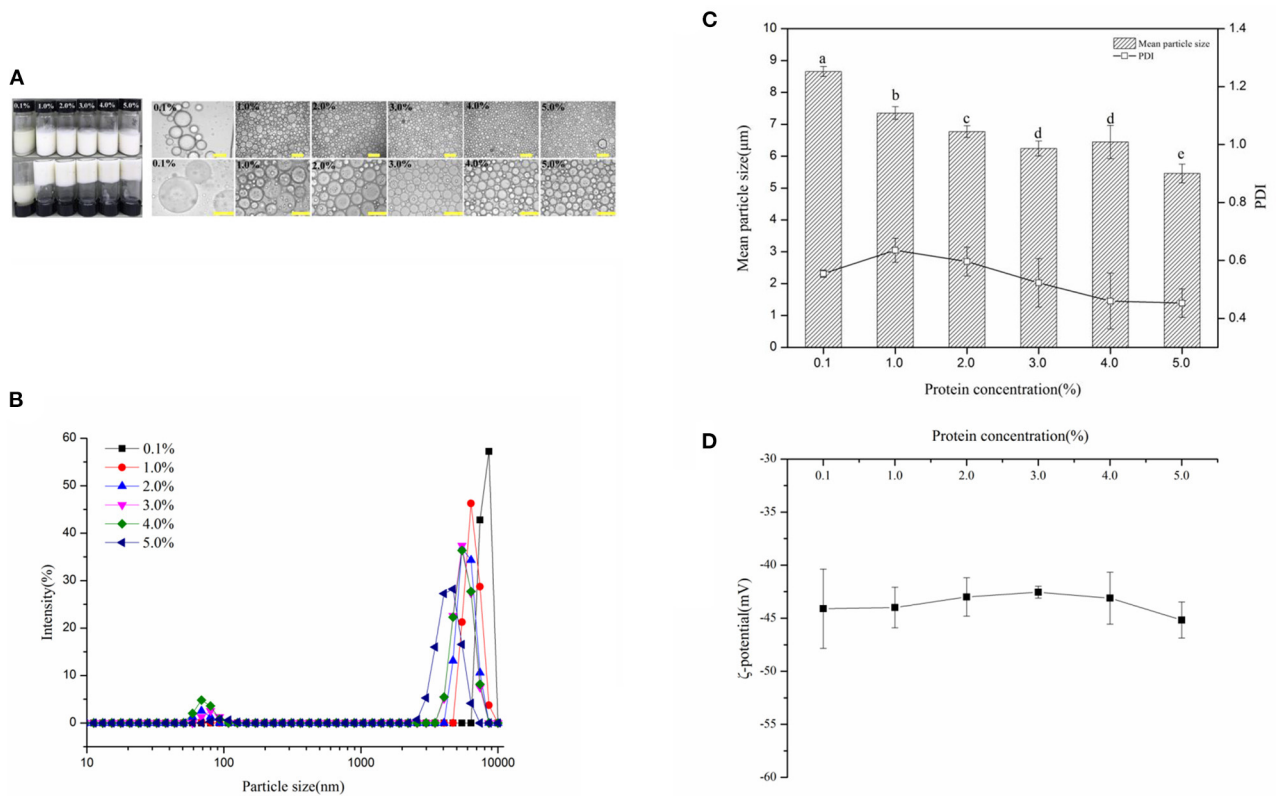 A
0.1% 1.0% 2.0% 3.0% 4.0% 5.0%
0.1% 1.0% 2.0% 3.0% 4.0% 5.0%
0.1% 1.0% 2.0% 3.0% 4.0% 5.0%
B
60
50
40
30
20
10
0
Intensity(%)
0.1%
1.0%
2.0%
3.0%
4.0%
5.0%
10 100 1000 10000
Particle size(nm)
C
10
9
8
7
6
5
4
3
2
1
0
Mean particle size(μm)
Mean particle size
PDI
a b c d d e
1.4
1.2
1.0
0.8
0.6
0.4
PDI
0.1 1.0 2.0 3.0 4.0 5.0
Protein concentration(%)
D
Protein concentration(%)
0.1 1.0 2.0 3.0 4.0 5.0
-30
-35
-40
-45
-50
-55
-60
ζ-potential(mV)